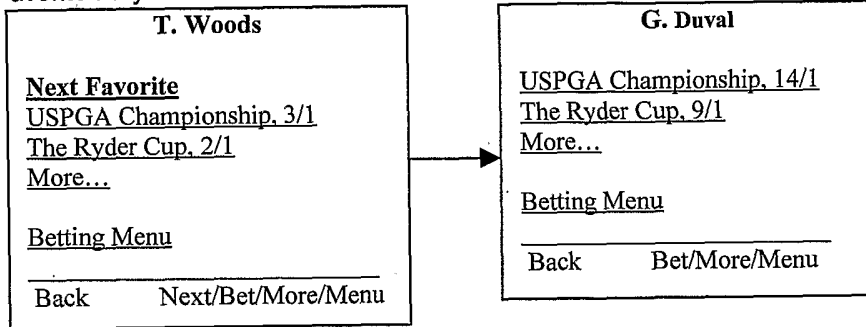 T. Woods
Next Favorite
USPGA Championship, 3/1
The Ryder Cup, 2/1
More...
Betting Menu
Back Next/Bet/More/Menu
G. Duval
USPGA Championship, 14/1
The Ryder Cup, 9/1
More...
Betting Menu
Back Bet/More/Menu